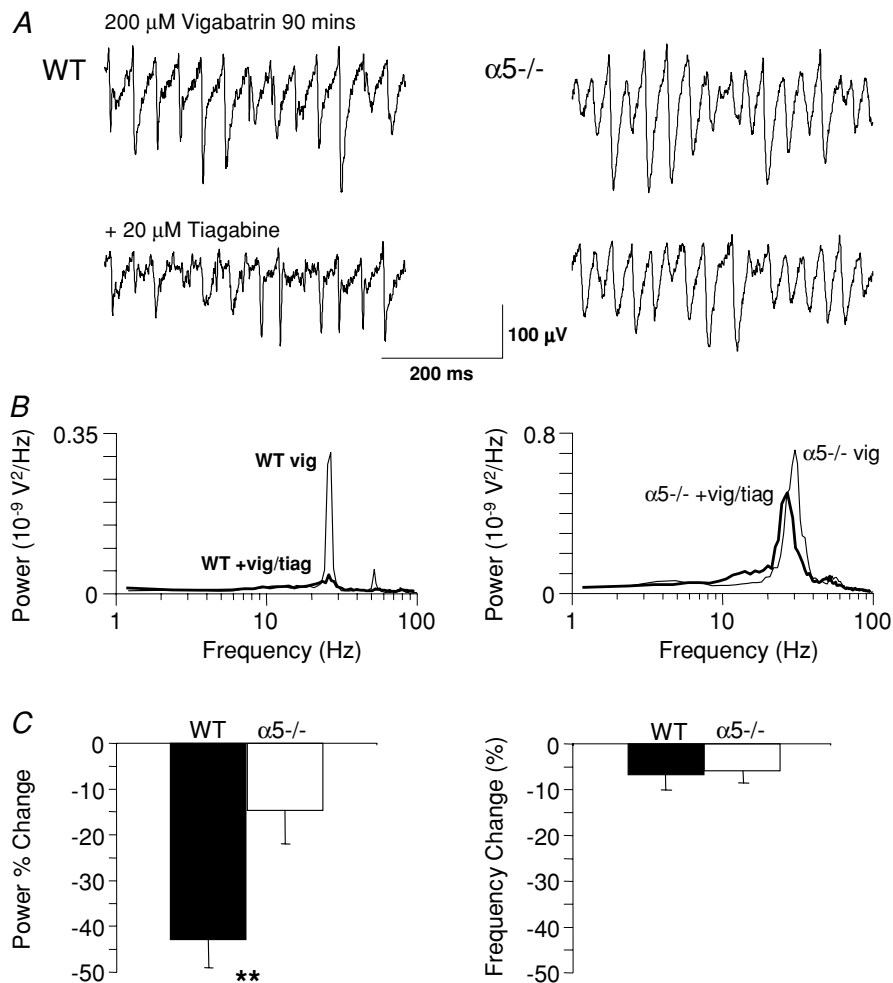 A
200 µM Vigabatrin 90 mins
WT
α5-/-
+ 20 µM Tiagabine
100 µV
200 ms
B
0.35
WT vig
WT +vig/tiag
0
Power (10⁻⁹ V²/Hz)
1
10
100
Frequency (Hz)
0.8
α5-/- vig
α5-/- +vig/tiag
0
Power (10⁻⁹ V²/Hz)
1
10
100
Frequency (Hz)
C
WT
α5-/-
0
-10
-20
-30
-40
-50
Power % Change
**
WT
α5-/-
0
-10
-20
-30
-40
-50
Frequency Change (%)